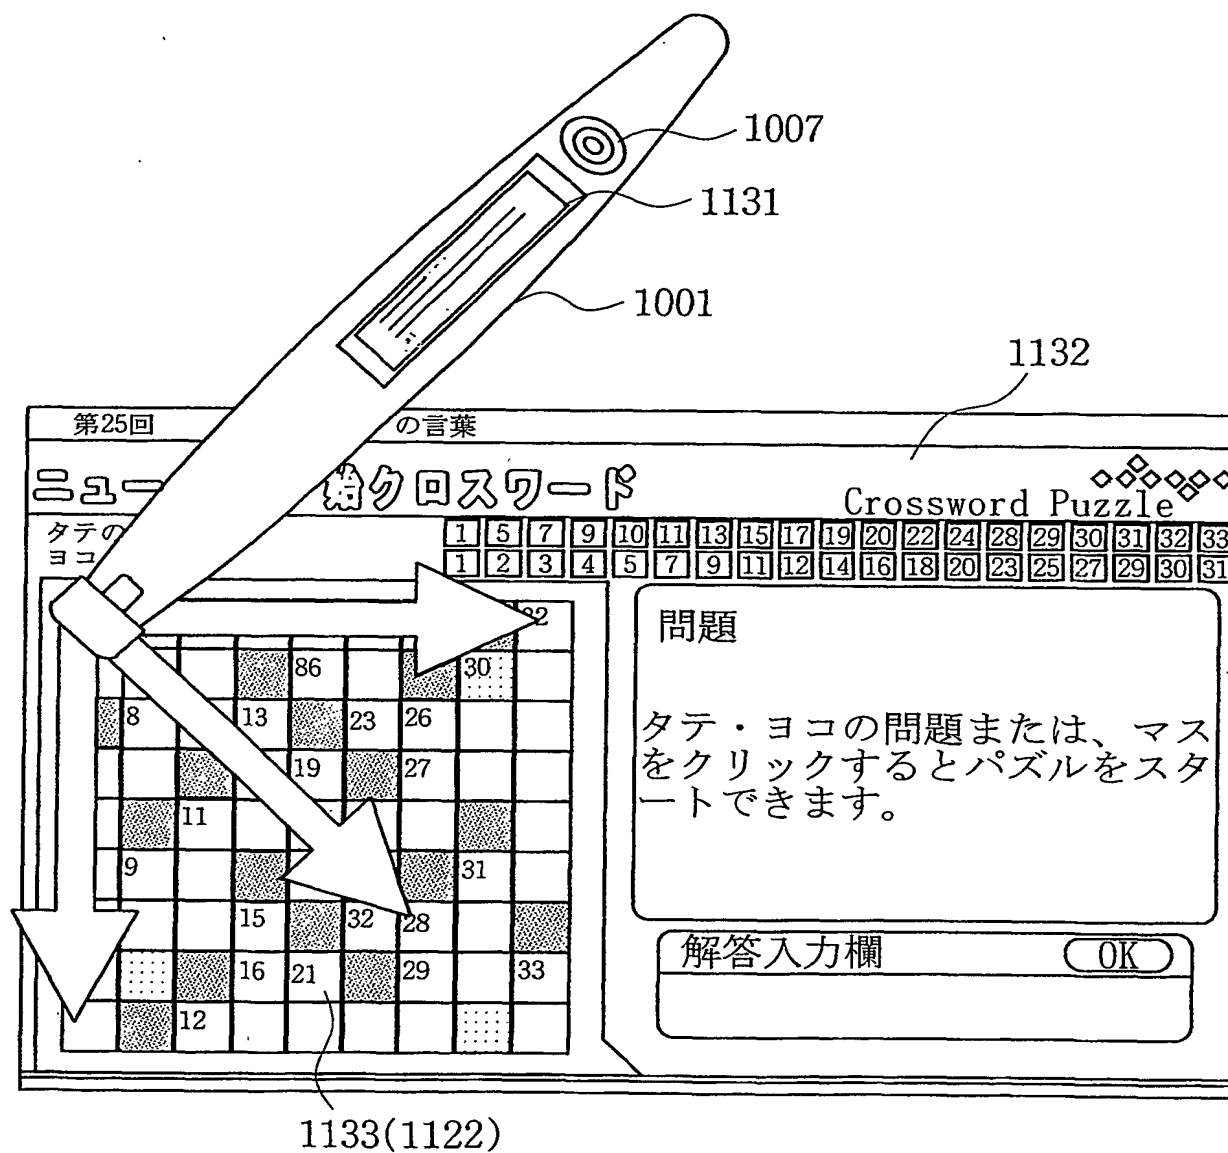 1007
1131
1001
1132
第25回 の言葉
ニュー クロスワード
Crossword Puzzle
タテの
1 5 7 9 10 11 13 15 17 19 20 22 24 28 29 30 31 32 33
ヨコ
1 2 3 4 5 7 9 11 12 14 16 18 20 23 25 27 29 30 31
86 30
8 13 23 26
19 27
11
9 31
15 32 28
16 21 29 33
12
問題
タテ・ヨコの問題または、マス
をクリックするとパズルをスタ
ートできます。
解答入力欄 OK
1133(1122)